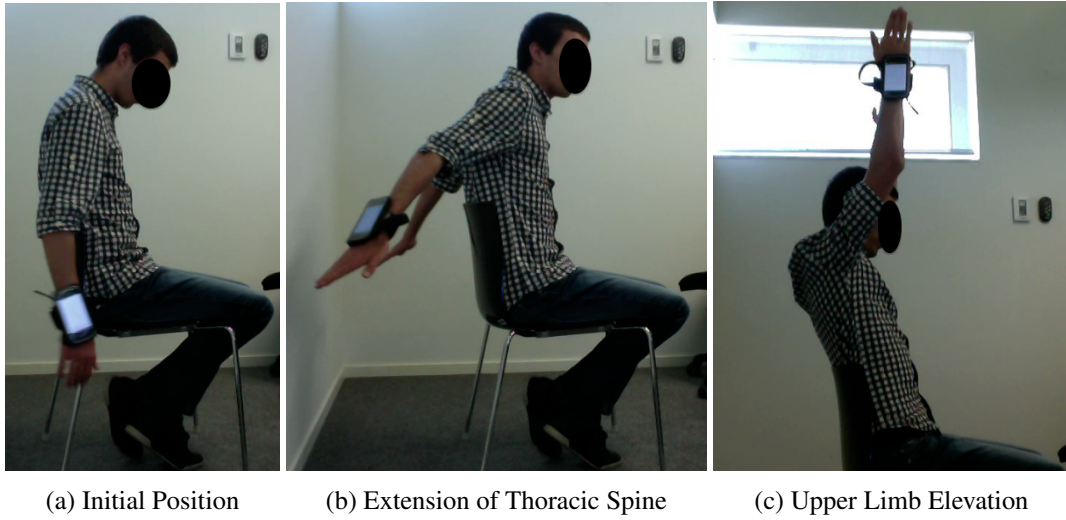 (a) Initial Position
(b) Extension of Thoracic Spine
(c) Upper Limb Elevation